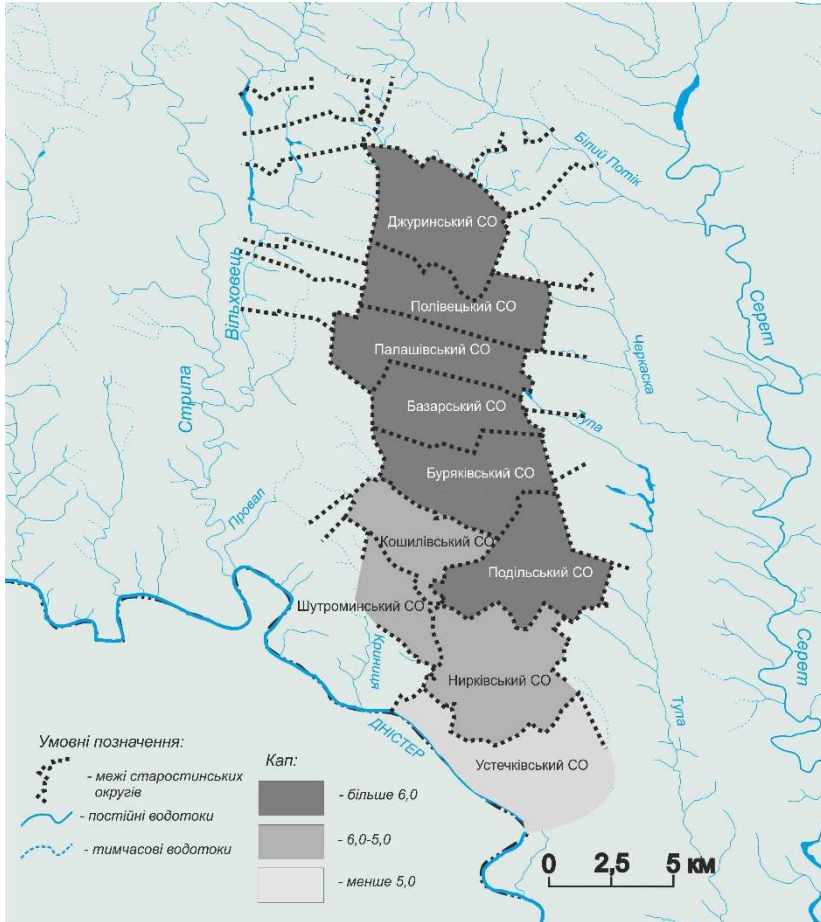 Білий Потік
Джуринський СО
Серет
Вільховець
Полівецький СО
Палашівський СО
Черкаска
Стрипа
Базарський СО
Тупа
Буряківський СО
Провал
Кошилівський СО
Подільський СО
Шутроминський СО
Криниця
Серет
Нирківський СО
Тупа
ДНІСТЕР
Устечківський СО
Умовні позначення:
- межі старостинських
округів
- постійні водотоки
- тимчасові водотоки
Кап:
- більше 6,0
- 6,0-5,0
- менше 5,0
0 2,5 5 км